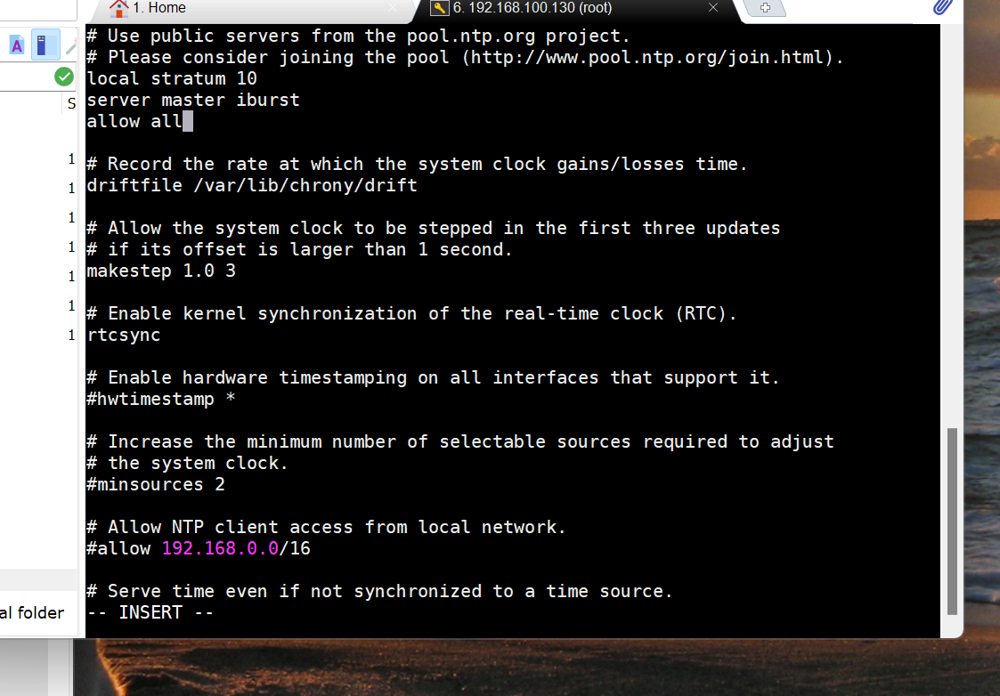 1. Home
6. 192.168.100.130 (root)
A
S
1
1
1
1
1
1
1
al folder
# Use public servers from the pool.ntp.org project.
# Please consider joining the pool (http://www.pool.ntp.org/join.html).
local stratum 10
server master iburst
allow all
# Record the rate at which the system clock gains/losses time.
driftfile /var/lib/chrony/drift
# Allow the system clock to be stepped in the first three updates
# if its offset is larger than 1 second.
makestep 1.0 3
# Enable kernel synchronization of the real-time clock (RTC).
rtcsync
# Enable hardware timestamping on all interfaces that support it.
#hwtimestamp *
# Increase the minimum number of selectable sources required to adjust
# the system clock.
#minsources 2
# Allow NTP client access from local network.
#allow 192.168.0.0/16
# Serve time even if not synchronized to a time source.
-- INSERT --